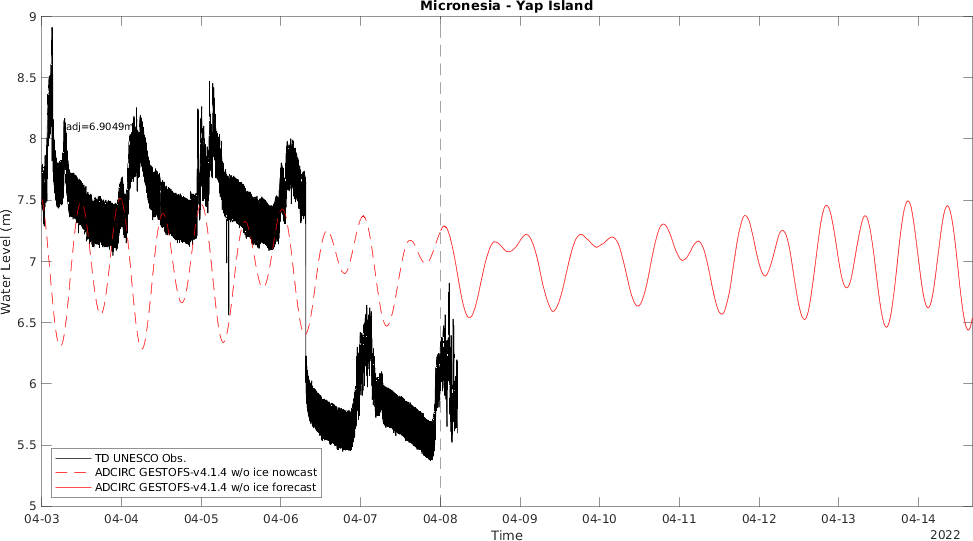 Micronesia - Yap Island
Water Level (m)
9
8.5
8
7.5
7
6.5
6
5.5
5
adj=6.9049m
TD UNESCO Obs.
ADCIRC GESTOFS-v4.1.4 w/o ice nowcast
ADCIRC GESTOFS-v4.1.4 w/o ice forecast
04-03 04-04 04-05 04-06 04-07 04-08 04-09 04-10 04-11 04-12 04-13 04-14
Time
2022